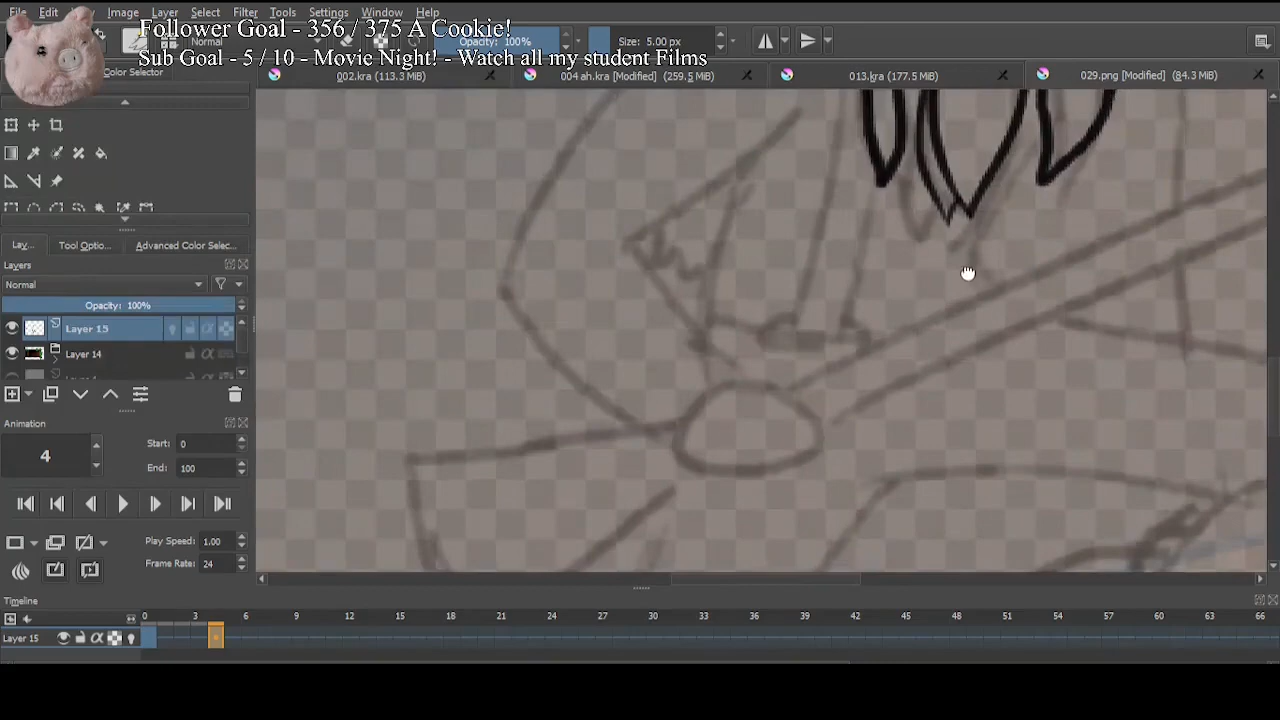 File Edit View Image Layer Select Filter Tools Settings Window Help
Follower Goal - 356 / 375 A Cookie!
Normal Opacity: 100% Size: 5.00 px
Sub Goal - 5 / 10 - Movie Night! - Watch all my student Films
Color Selector
002.kra (113.3 MiB) 004 ah.kra [Modified] (259.5 MiB) 013.kra (177.5 MiB) 029.png [Modified] (84.3 MiB)
Lay... Tool Optio... Advanced Color Selec...
Layers
Normal
Opacity: 100%
Layer 15
Layer 14
Animation
4 Start: 0
End: 100
Play Speed: 1.00
Frame Rate: 24
Timeline
0 3 6 9 12 15 18 21 24 27 30 33 36 39 42 45 48 51 54 57 60 63 66
Layer 15